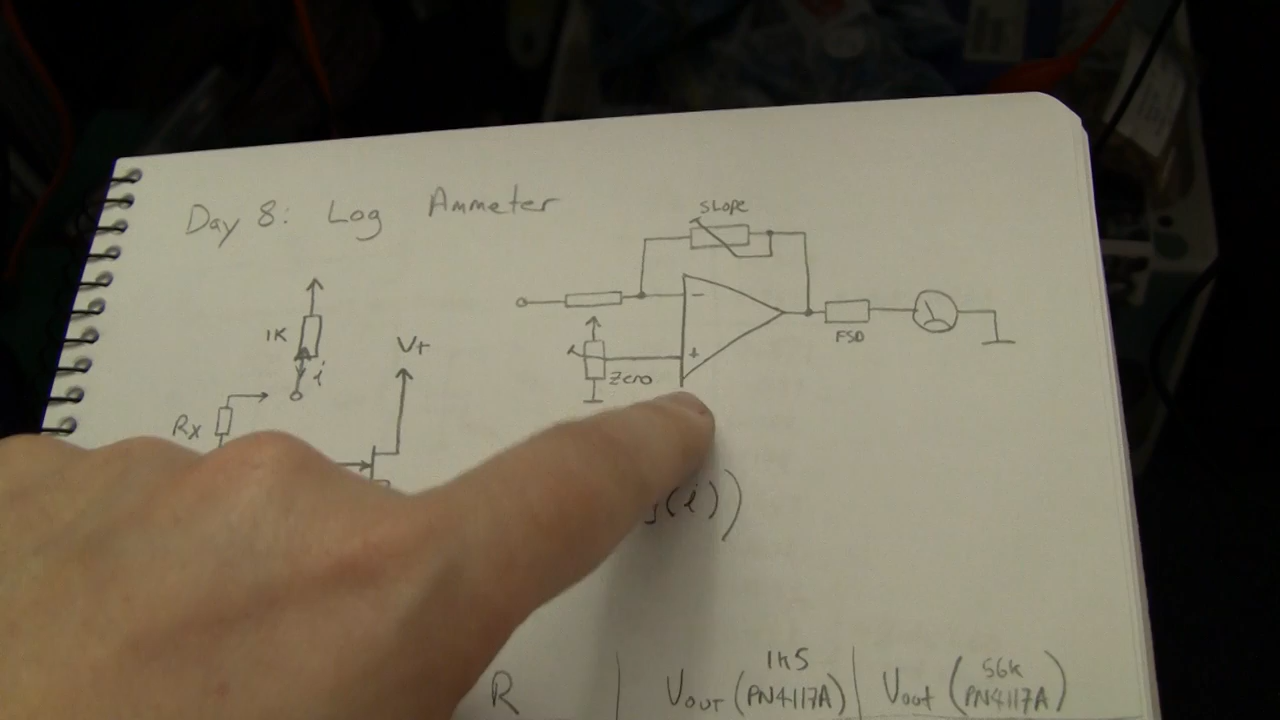 Day 8: Log Ammeter
SLOPE
1K
i
V+
-
+
FSD
Zero
Rx
(i))
R
1k5
VOUT (PN4117A)
56k
Vout (PN4117A)